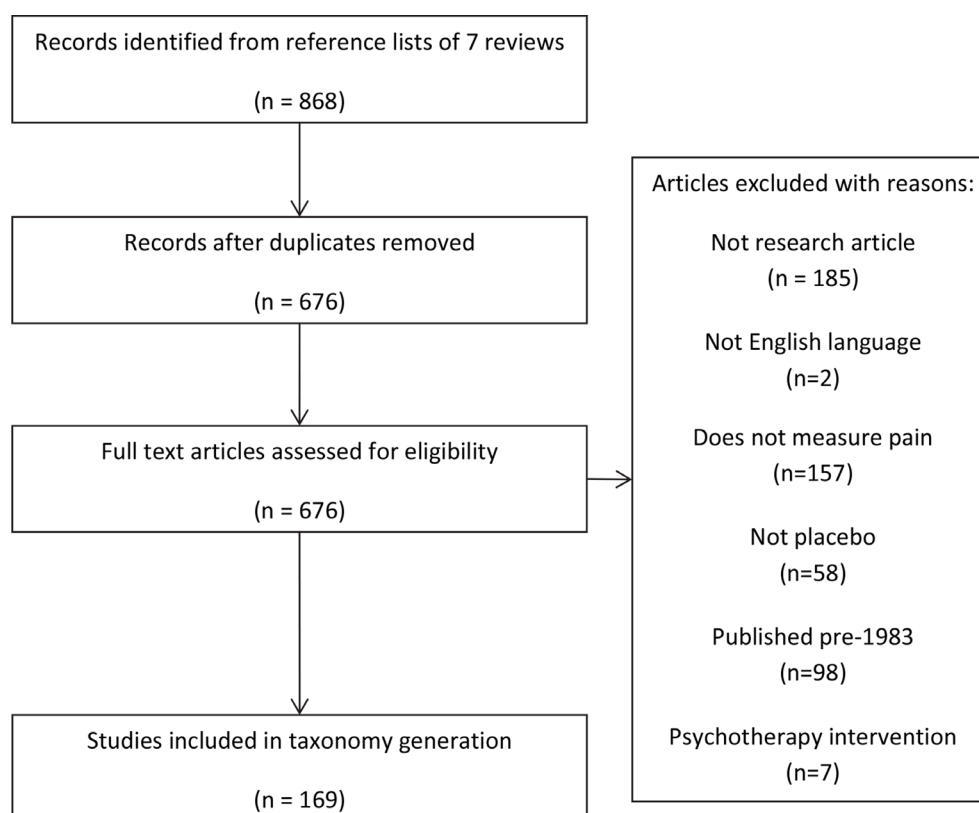 Records identified from reference lists of 7 reviews
(n = 868)
Records after duplicates removed
(n = 676)
Full text articles assessed for eligibility
(n = 676)
Studies included in taxonomy generation
(n = 169)
Articles excluded with reasons:
Not research article
(n = 185)
Not English language
(n=2)
Does not measure pain
(n=157)
Not placebo
(n=58)
Published pre-1983
(n=98)
Psychotherapy intervention
(n=7)